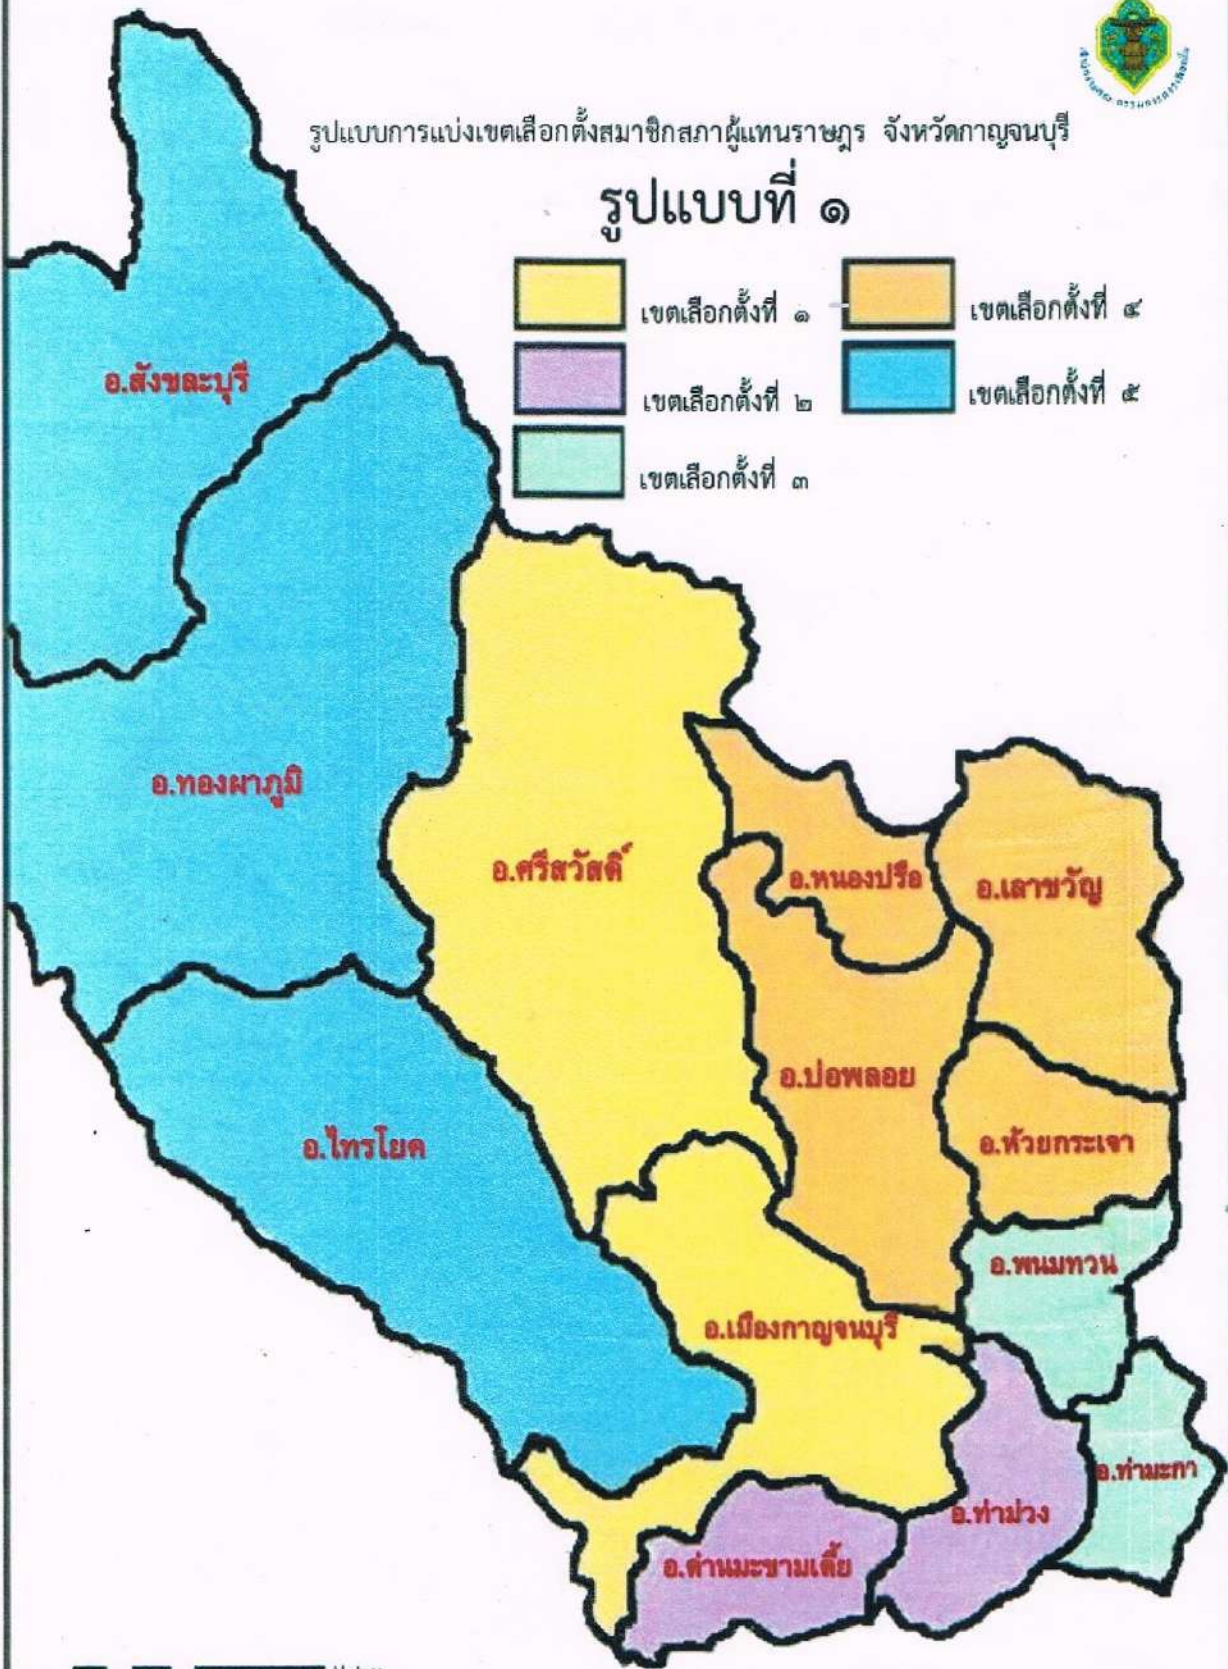 รูปแบบการแบ่งเขตเลือกตั้งสมาชิกสภาผู้แทนราษฎร จังหวัดกาญจนบุรี
รูปแบบที่ ๑
เขตเลือกตั้งที่ ๑
เขตเลือกตั้งที่ ๔
เขตเลือกตั้งที่ ๒
เขตเลือกตั้งที่ ๕
เขตเลือกตั้งที่ ๓
อ.สังขละบุรี
อ.ทองผาภูมิ
อ.ศรีสวัสดิ์
อ.หนองปรือ
อ.เลาขวัญ
อ.บ่อพลอย
อ.ไทรโยค
อ.ห้วยกระเจา
อ.พนมทวน
อ.เมืองกาญจนบุรี
อ.ท่ามะกา
อ.ท่าม่วง
อ.ด่านมะขามเตี้ย